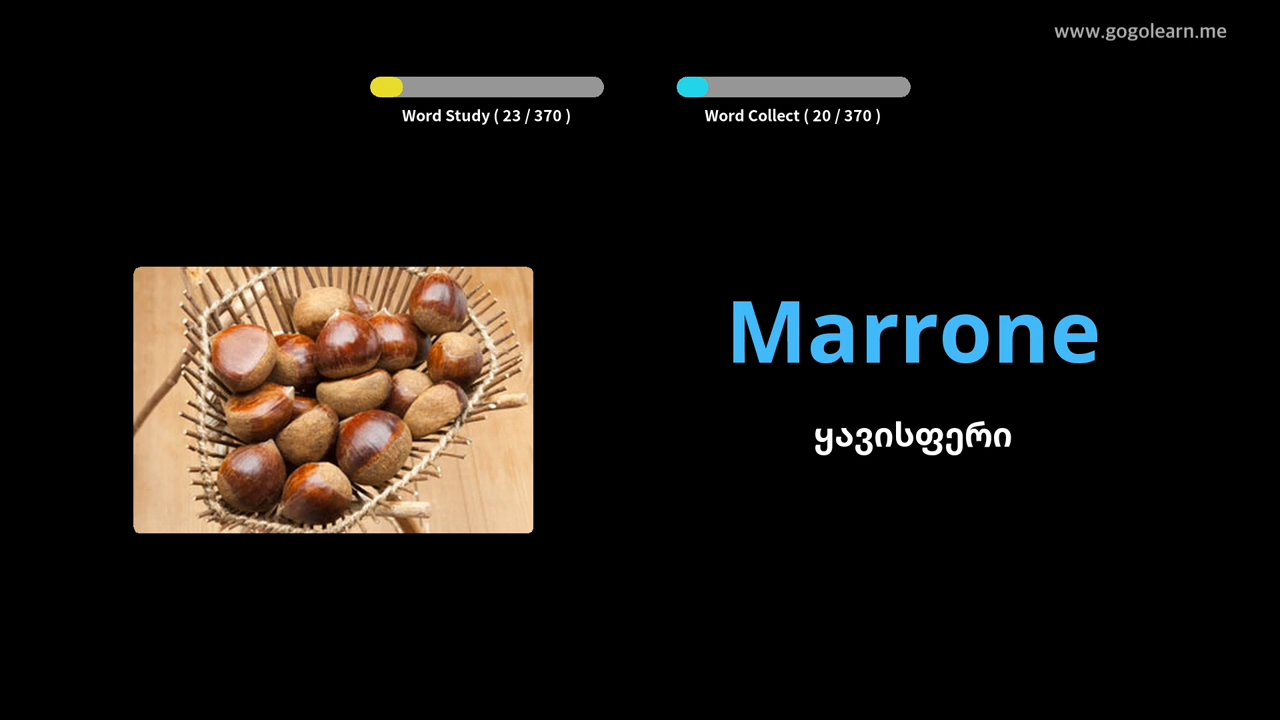 www.gogolearn.me
Word Study ( 23 / 370 )
Word Collect ( 20 / 370 )
Marrone
ყავისფერი